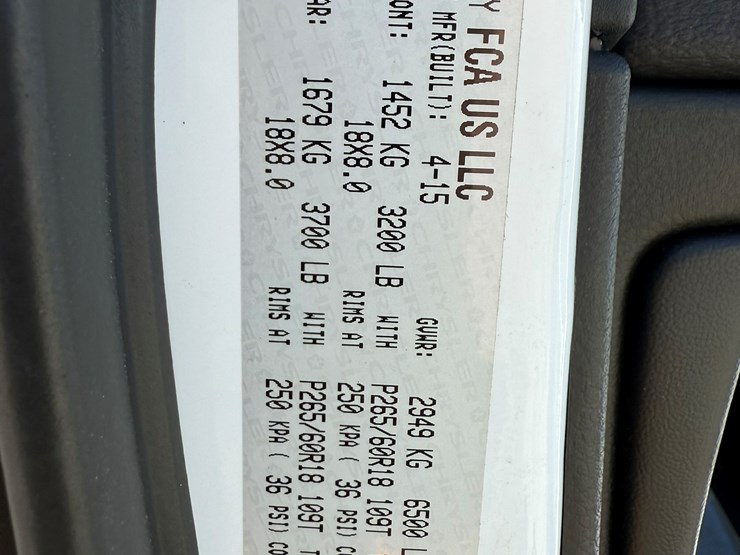 Y FCA US LLC
MFR(BUILT): 4-15 GVWR: 2949 KG 6500 L
ONT: 1452 KG 3200 LB WITH P265/60R18 109T
18X8.0 RIMS AT 250 KPA ( 36 PSI) CO
AR: 1679 KG 3700 LB WITH P265/60R18 109T T
18X8.0 RIMS AT 250 KPA ( 36 PSI) CO